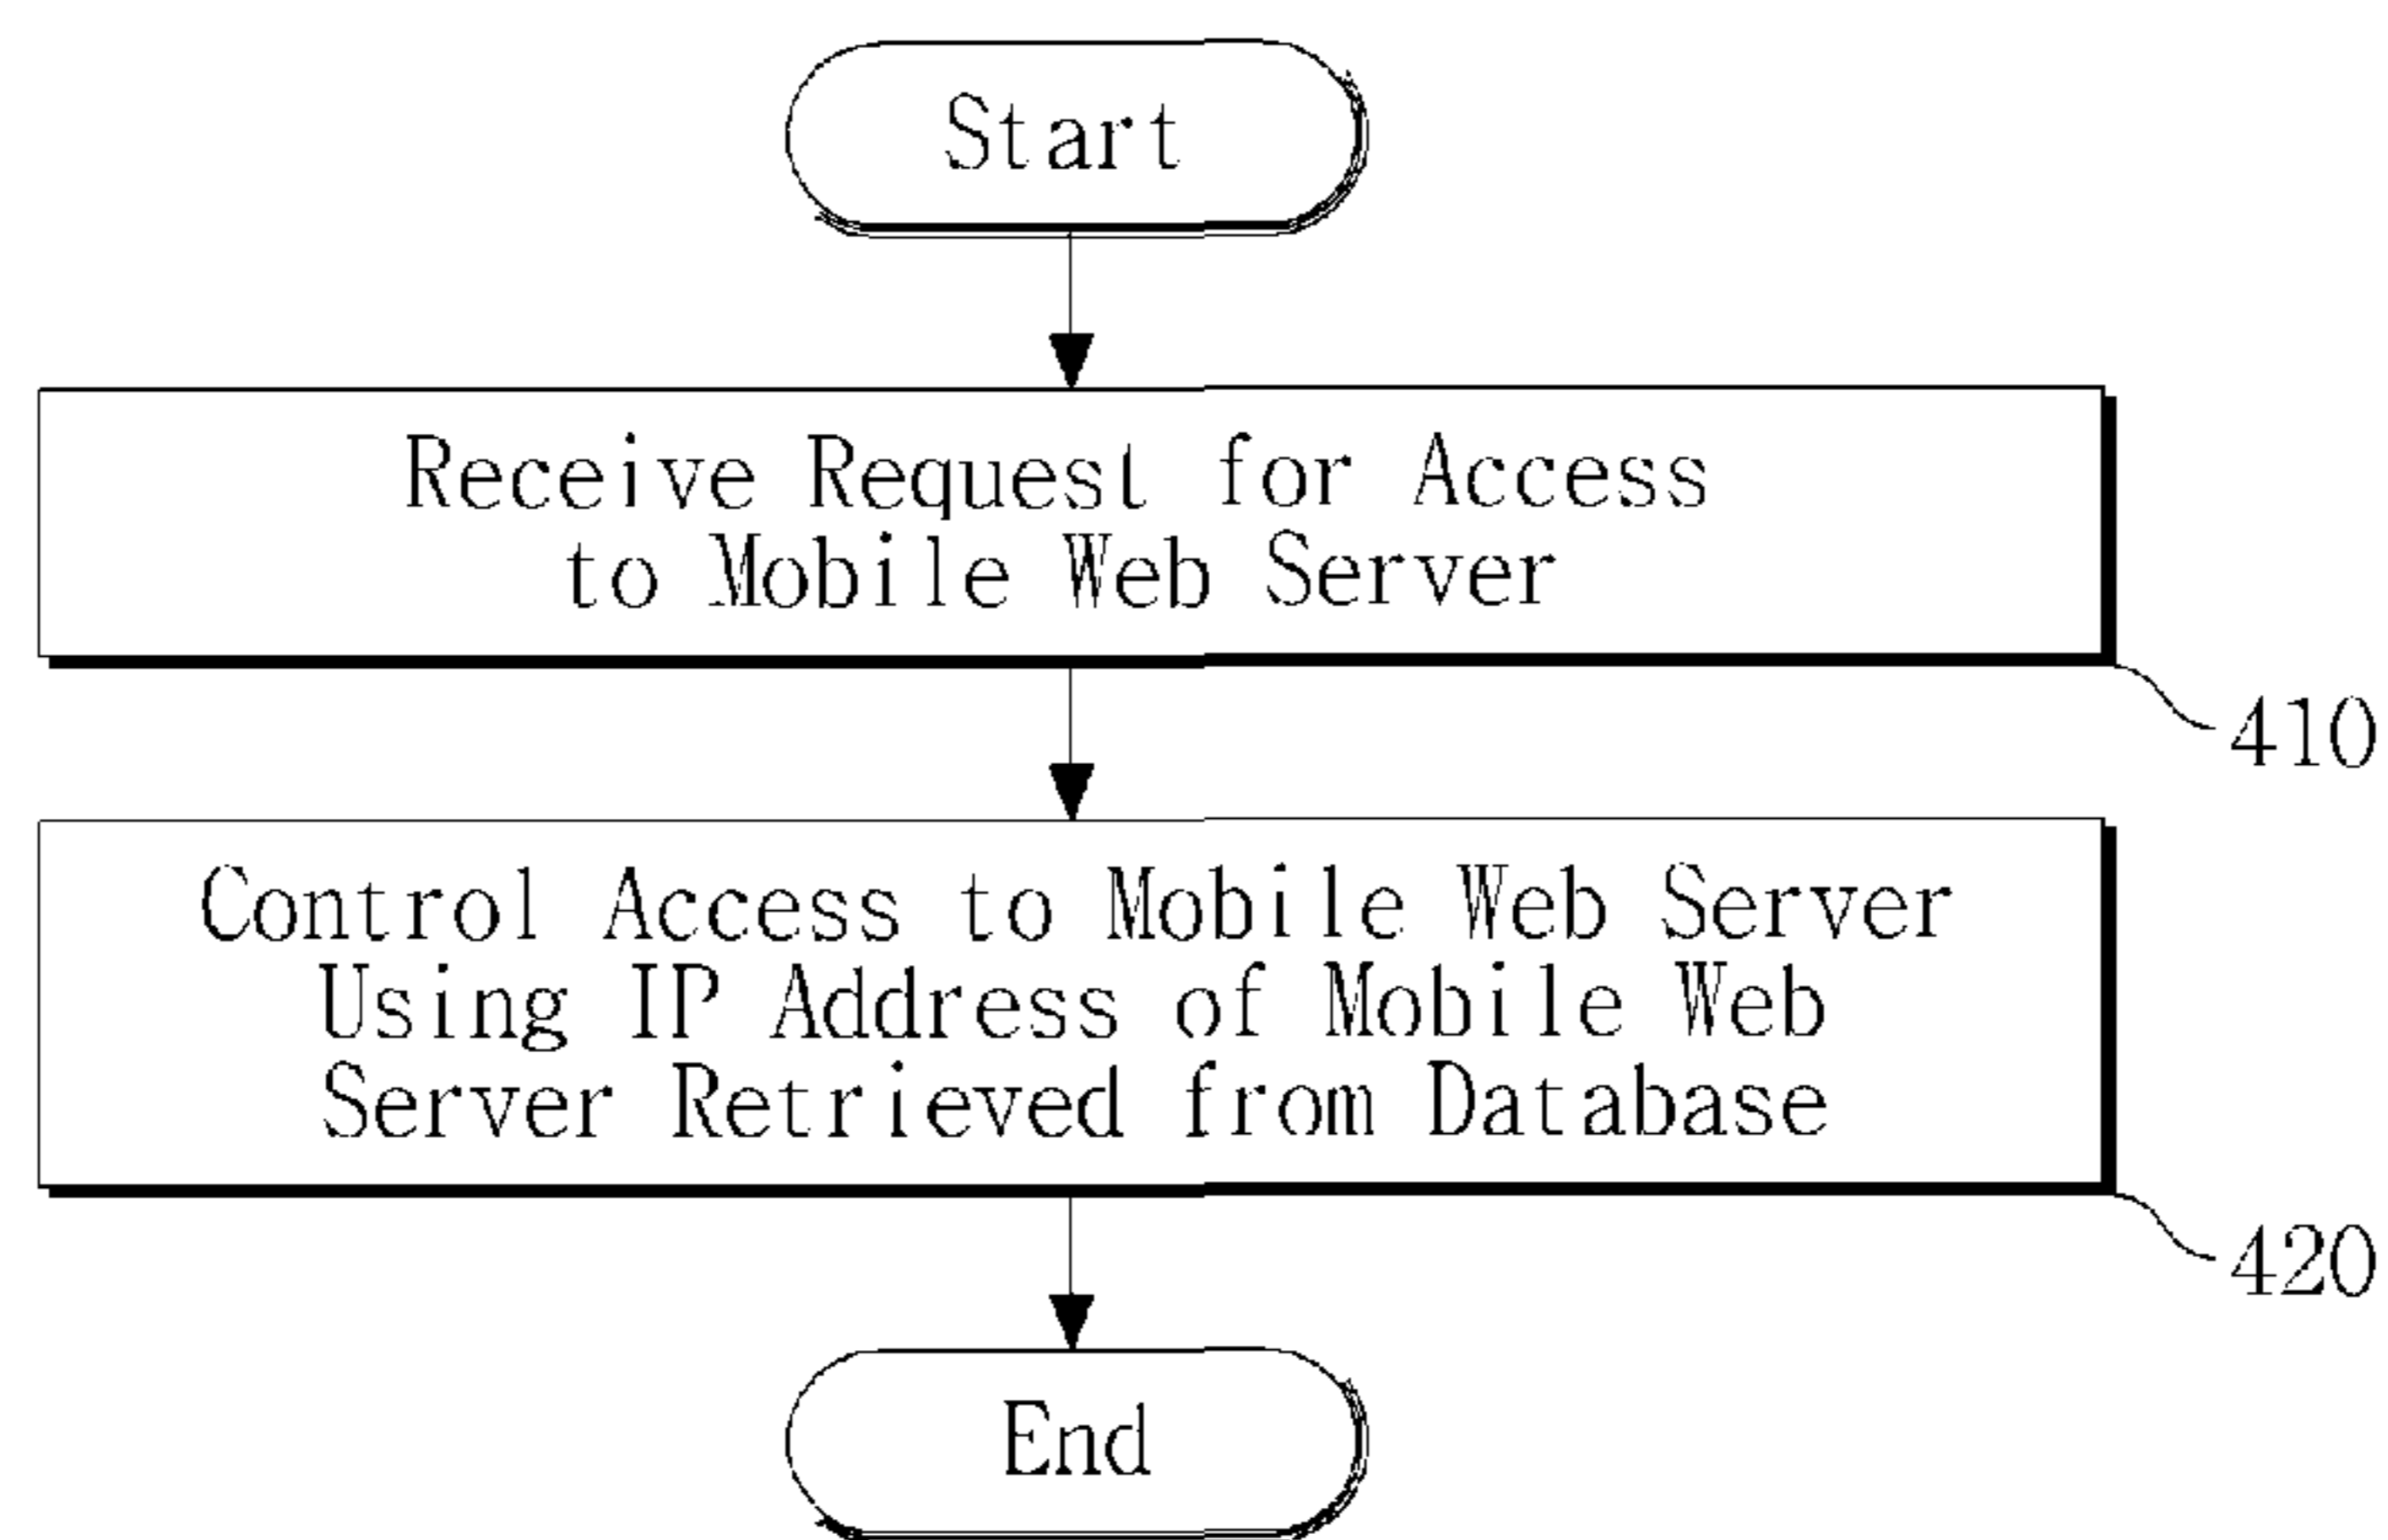 Start
Receive Request for Access
to Mobile Web Server
410
Control Access to Mobile Web Server
Using IP Address of Mobile Web
Server Retrieved from Database
420
End